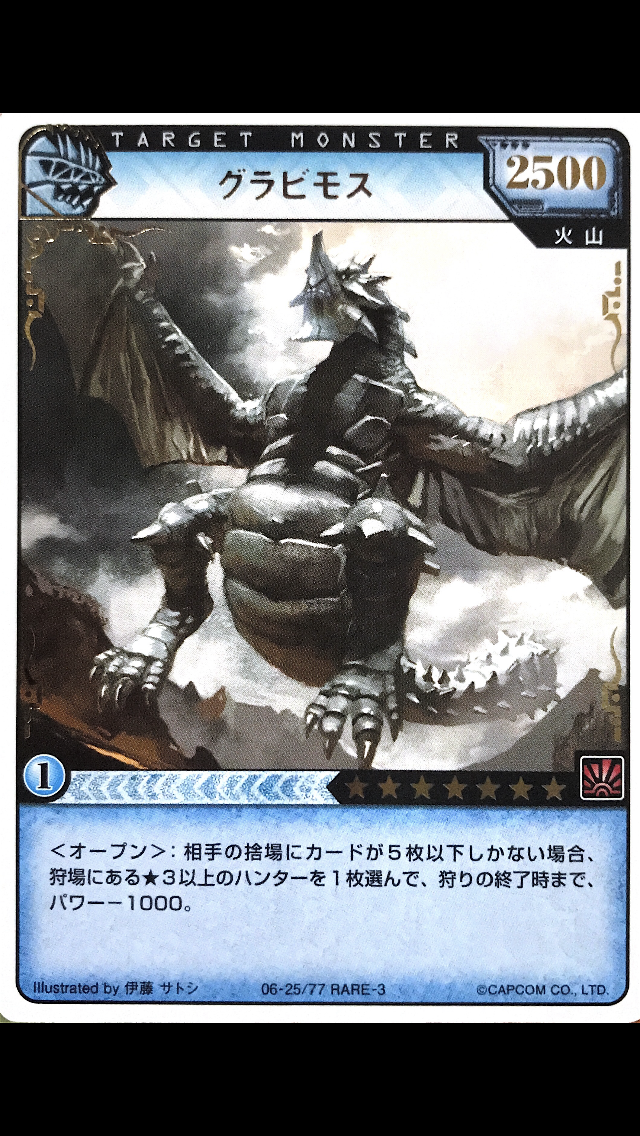 TARGET MONSTER
グラビモス
2500
火山
1
★★★★★★★
＜オープン＞：相手の捨場にカードが５枚以下しかない場合、
狩場にある★３以上のハンターを１枚選んで、狩りの終了時まで、
パワー－1000。
Illustrated by 伊藤 サトシ 06-25/77 RARE-3 ©CAPCOM CO., LTD.